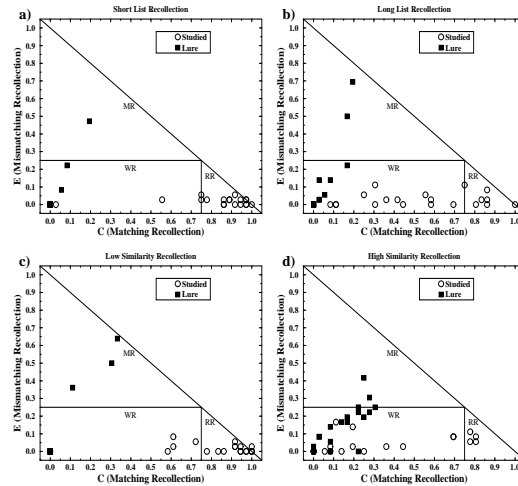 a)
Short List Recollection
E (Mismatching Recollection)
1.0
0.9
0.8
0.7
0.6
0.5
0.4
0.3
0.2
0.1
0.0
Studied
Lure
MR
WR
RR
0.0 0.1 0.2 0.3 0.4 0.5 0.6 0.7 0.8 0.9 1.0
C (Matching Recollection)
b)
Long List Recollection
E (Mismatching Recollection)
1.0
0.9
0.8
0.7
0.6
0.5
0.4
0.3
0.2
0.1
0.0
Studied
Lure
MR
WR
RR
0.0 0.1 0.2 0.3 0.4 0.5 0.6 0.7 0.8 0.9 1.0
C (Matching Recollection)
c)
Low Similarity Recollection
E (Mismatching Recollection)
1.0
0.9
0.8
0.7
0.6
0.5
0.4
0.3
0.2
0.1
0.0
Studied
Lure
MR
WR
RR
0.0 0.1 0.2 0.3 0.4 0.5 0.6 0.7 0.8 0.9 1.0
C (Matching Recollection)
d)
High Similarity Recollection
E (Mismatching Recollection)
1.0
0.9
0.8
0.7
0.6
0.5
0.4
0.3
0.2
0.1
0.0
Studied
Lure
MR
WR
RR
0.0 0.1 0.2 0.3 0.4 0.5 0.6 0.7 0.8 0.9 1.0
C (Matching Recollection)